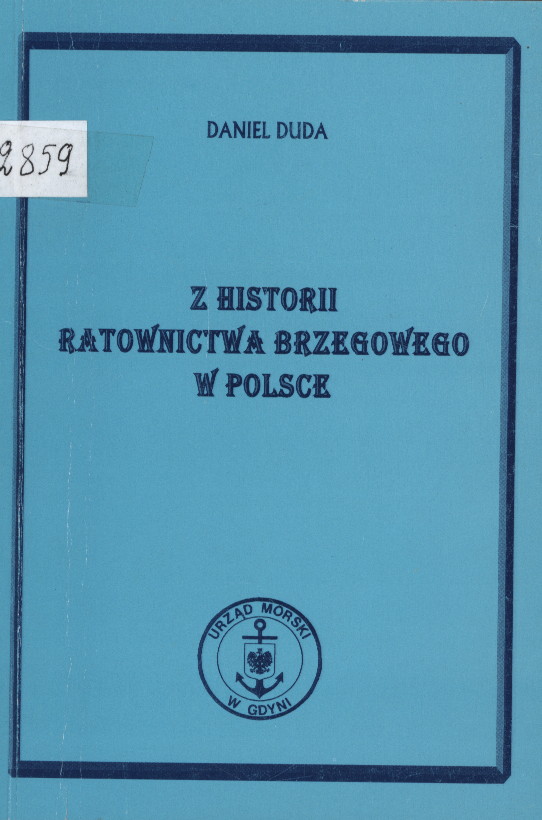 DANIEL DUDA
2859
Z HISTORII
RATOWNICTWA BRZEGOWEGO
W POLSCE
URZĄD MORSKI
W GDYNI